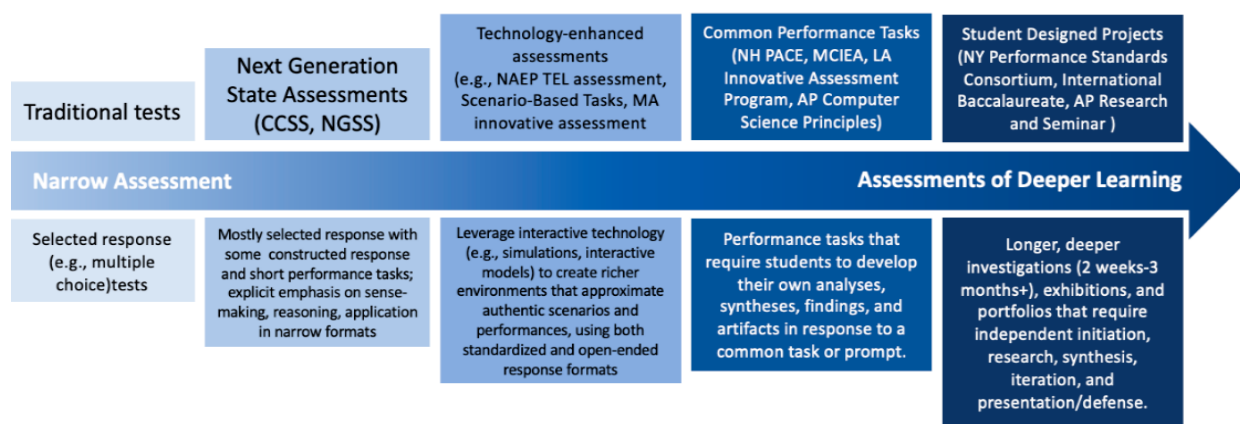 Traditional tests
Next Generation
State Assessments
(CCSS, NGSS)
Technology-enhanced
assessments
(e.g., NAEP TEL assessment,
Scenario-Based Tasks, MA
innovative assessment
Common Performance Tasks
(NH PACE, MCIEA, LA
Innovative Assessment
Program, AP Computer
Science Principles)
Student Designed Projects
(NY Performance Standards
Consortium, International
Baccalaureate, AP Research
and Seminar )
Narrow Assessment
Assessments of Deeper Learning
Selected response
(e.g., multiple
choice)tests
Mostly selected response with
some constructed response
and short performance tasks;
explicit emphasis on sense-
making, reasoning, application
in narrow formats
Leverage interactive technology
(e.g., simulations, interactive
models) to create richer
environments that approximate
authentic scenarios and
performances, using both
standardized and open-ended
response formats
Performance tasks that
require students to develop
their own analyses,
syntheses, findings, and
artifacts in response to a
common task or prompt.
Longer, deeper
investigations (2 weeks-3
months+), exhibitions, and
portfolios that require
independent initiation,
research, synthesis,
iteration, and
presentation/defense.